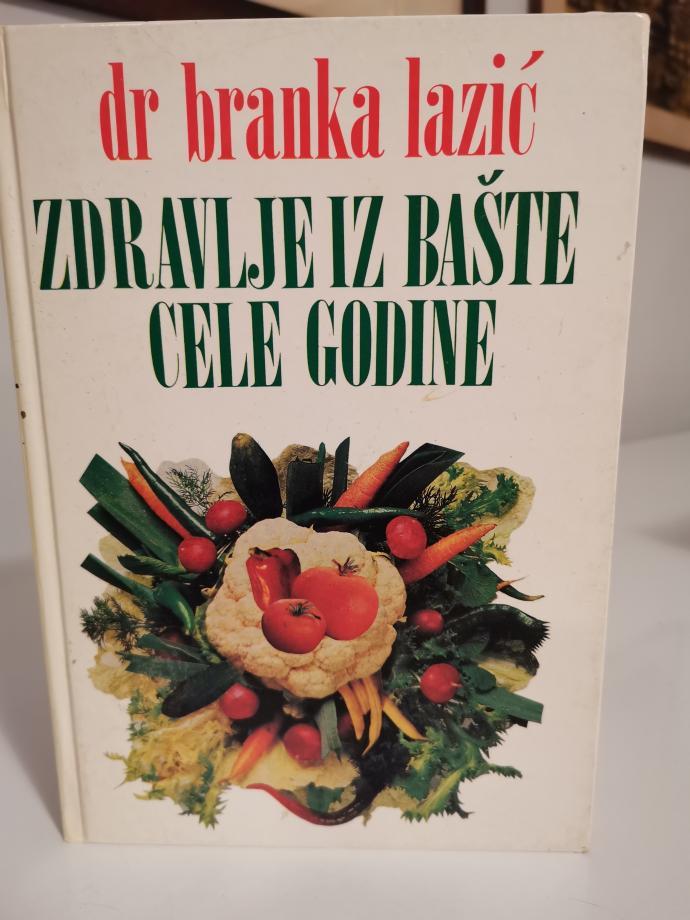 dr branka lazić
ZDRAVLJE IZ BAŠTE
CELE GODINE